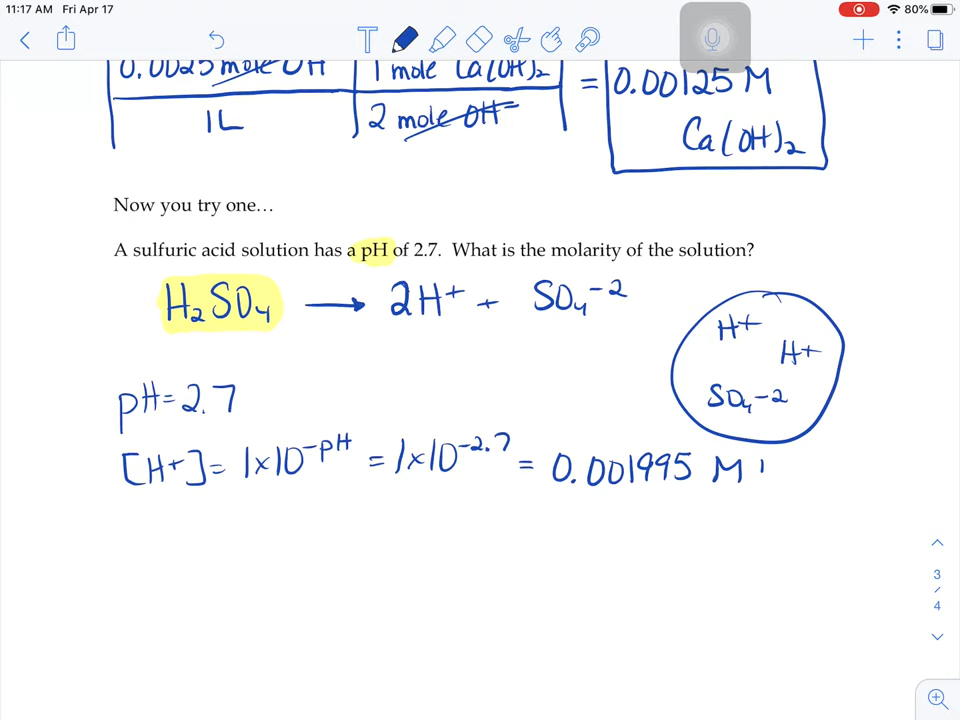 11:17 AM Fri Apr 17
80%
0.0025 mole OH 1 mole Ca(OH)₂ = 0.00125 M
1L 2 mole OH⁻ Ca(OH)₂
Now you try one…
A sulfuric acid solution has a pH of 2.7. What is the molarity of the solution?
H₂SO₄ → 2H⁺ + SO₄⁻²
H+
H+
SO₄-2
pH = 2.7
[H+] = 1×10⁻ᵖᴴ = 1×10⁻²·⁷ = 0.001995 M
3
/
4